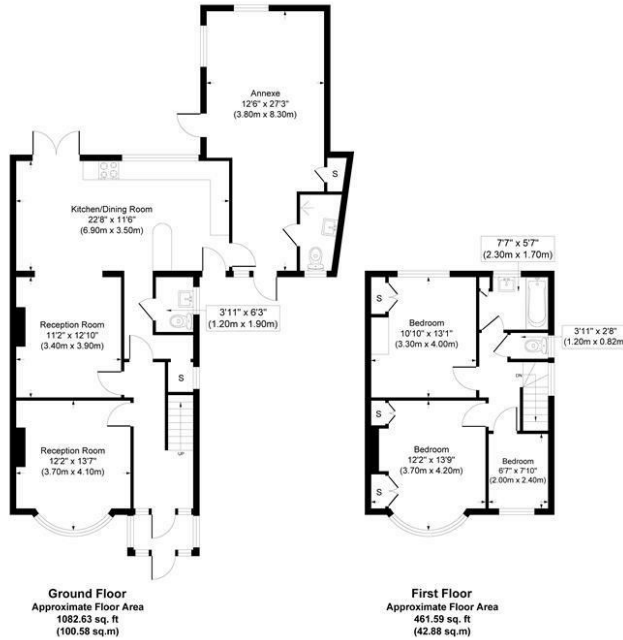 Annexe
12'6" x 27'3"
(3.80m x 8.30m)
S
Kitchen/Dining Room
22'8" x 11'6"
(6.90m x 3.50m)
3'11" x 6'3"
(1.20m x 1.90m)
Reception Room
11'2" x 12'10"
(3.40m x 3.90m)
S
UP
Reception Room
12'2" x 13'7"
(3.70m x 4.10m)
Ground Floor
Approximate Floor Area
1082.63 sq. ft
(100.58 sq.m)
7'7" x 5'7"
(2.30m x 1.70m)
S
Bedroom
10'10" x 13'1"
(3.30m x 4.00m)
3'11" x 2'8"
(1.20m x 0.82m
DN
S
Bedroom
12'2" x 13'9"
(3.70m x 4.20m)
S
Bedroom
6'7" x 7'10"
(2.00m x 2.40m)
First Floor
Approximate Floor Area
461.59 sq. ft
(42.88 sq.m)